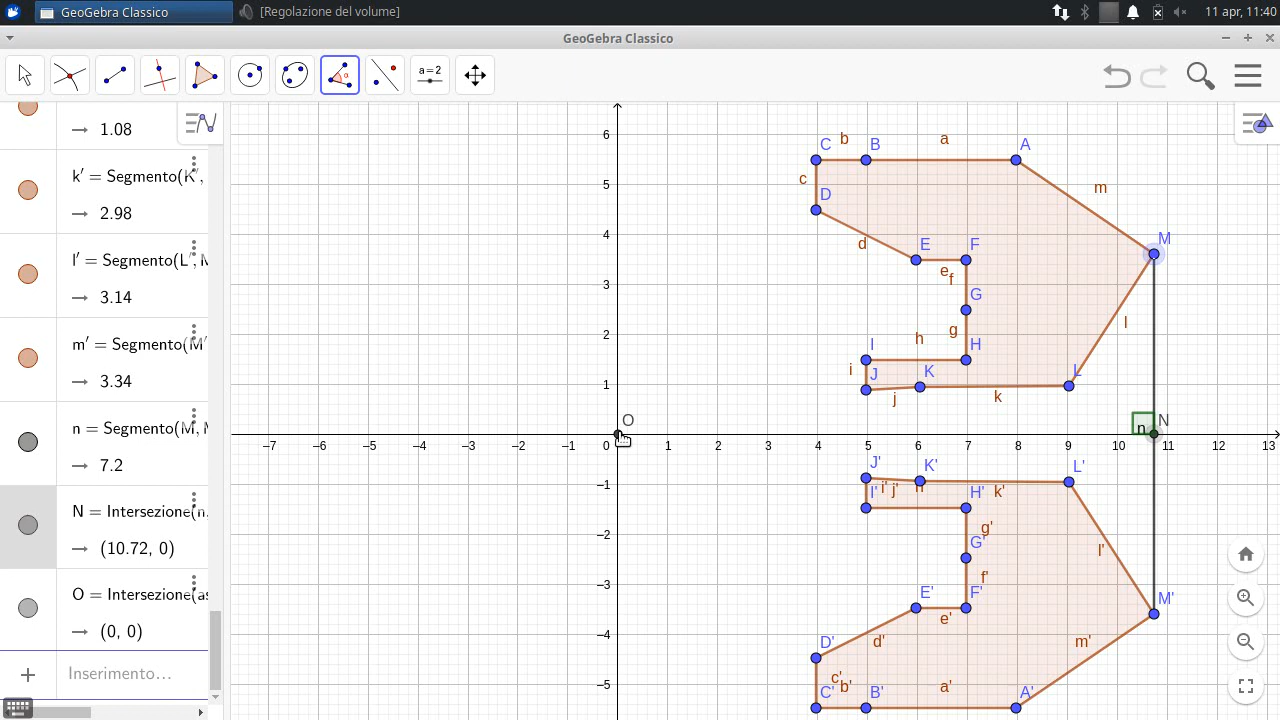 GeoGebra Classico
[Regolazione del volume]
11 apr, 11:40
GeoGebra Classico
a=2
→ 1.08
k′ = Segmento(K′,
→ 2.98
l′ = Segmento(L′, M
→ 3.14
m′ = Segmento(M′
→ 3.34
n = Segmento(M, M
→ 7.2
N = Intersezione(n,
→ (10.72, 0)
O = Intersezione(as
→ (0, 0)
Inserimento…
6
5
4
3
2
1
−1
−2
−3
−4
−5
−7 −6 −5 −4 −3 −2 −1 0 1 2 3 4 5 6 7 8 9 10 11 12 13
C b B a A
c m
D
d E F M
e f
G
h g l
I H
i J K L
j k
O n N
J' K' L'
i' j' h' k'
I' H'
g' l'
G'
f'
E' F' M'
e'
D' d' m'
c' b' a'
C' B' A'